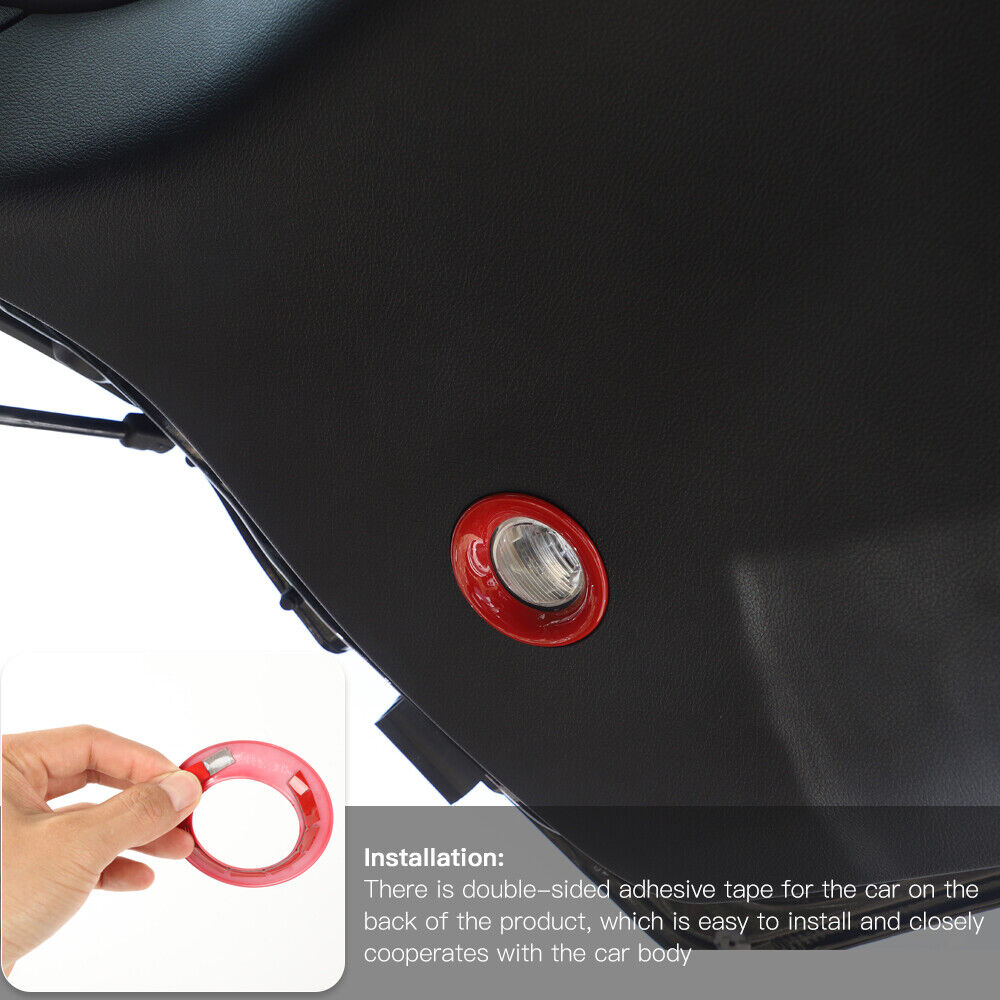 Installation:
There is double-sided adhesive tape for the car on the
back of the product, which is easy to install and closely
cooperates with the car body